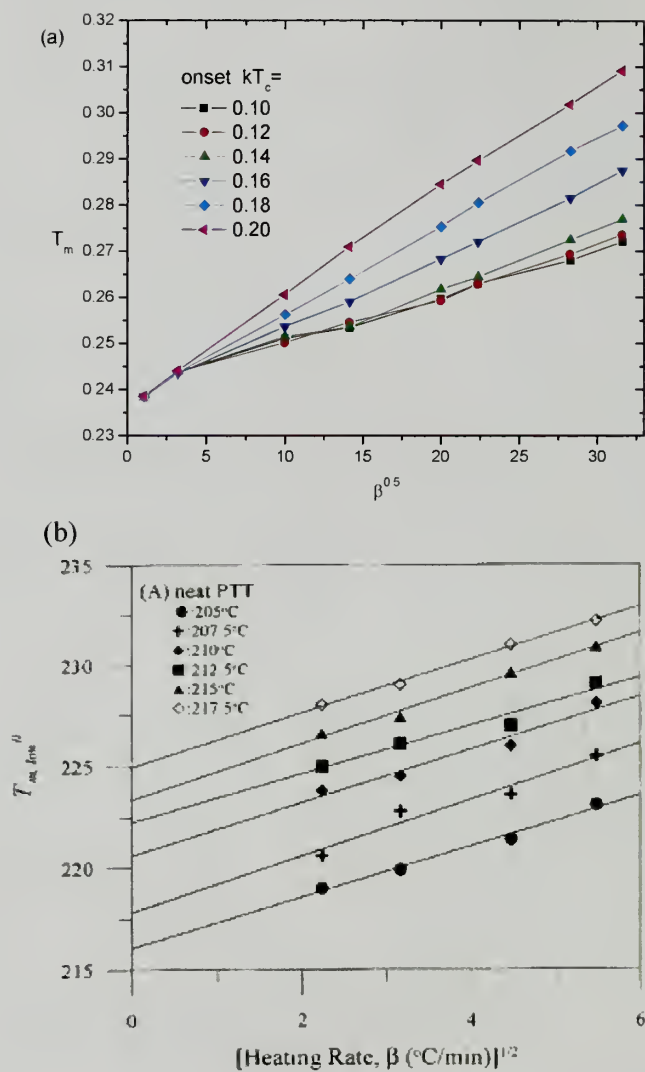 (a)
0.32
0.31
0.30
0.29
0.28
0.27
0.26
0.25
0.24
0.23
T_m
onset kT_c=
0.10
0.12
0.14
0.16
0.18
0.20
0 5 10 15 20 25 30
β^0.5
(b)
235
230
225
220
215
(A) neat PTT
:205°C
:207.5°C
:210°C
:212.5°C
:215°C
:217.5°C
0 2 4 6
[Heating Rate, β (°C/min)]^1/2